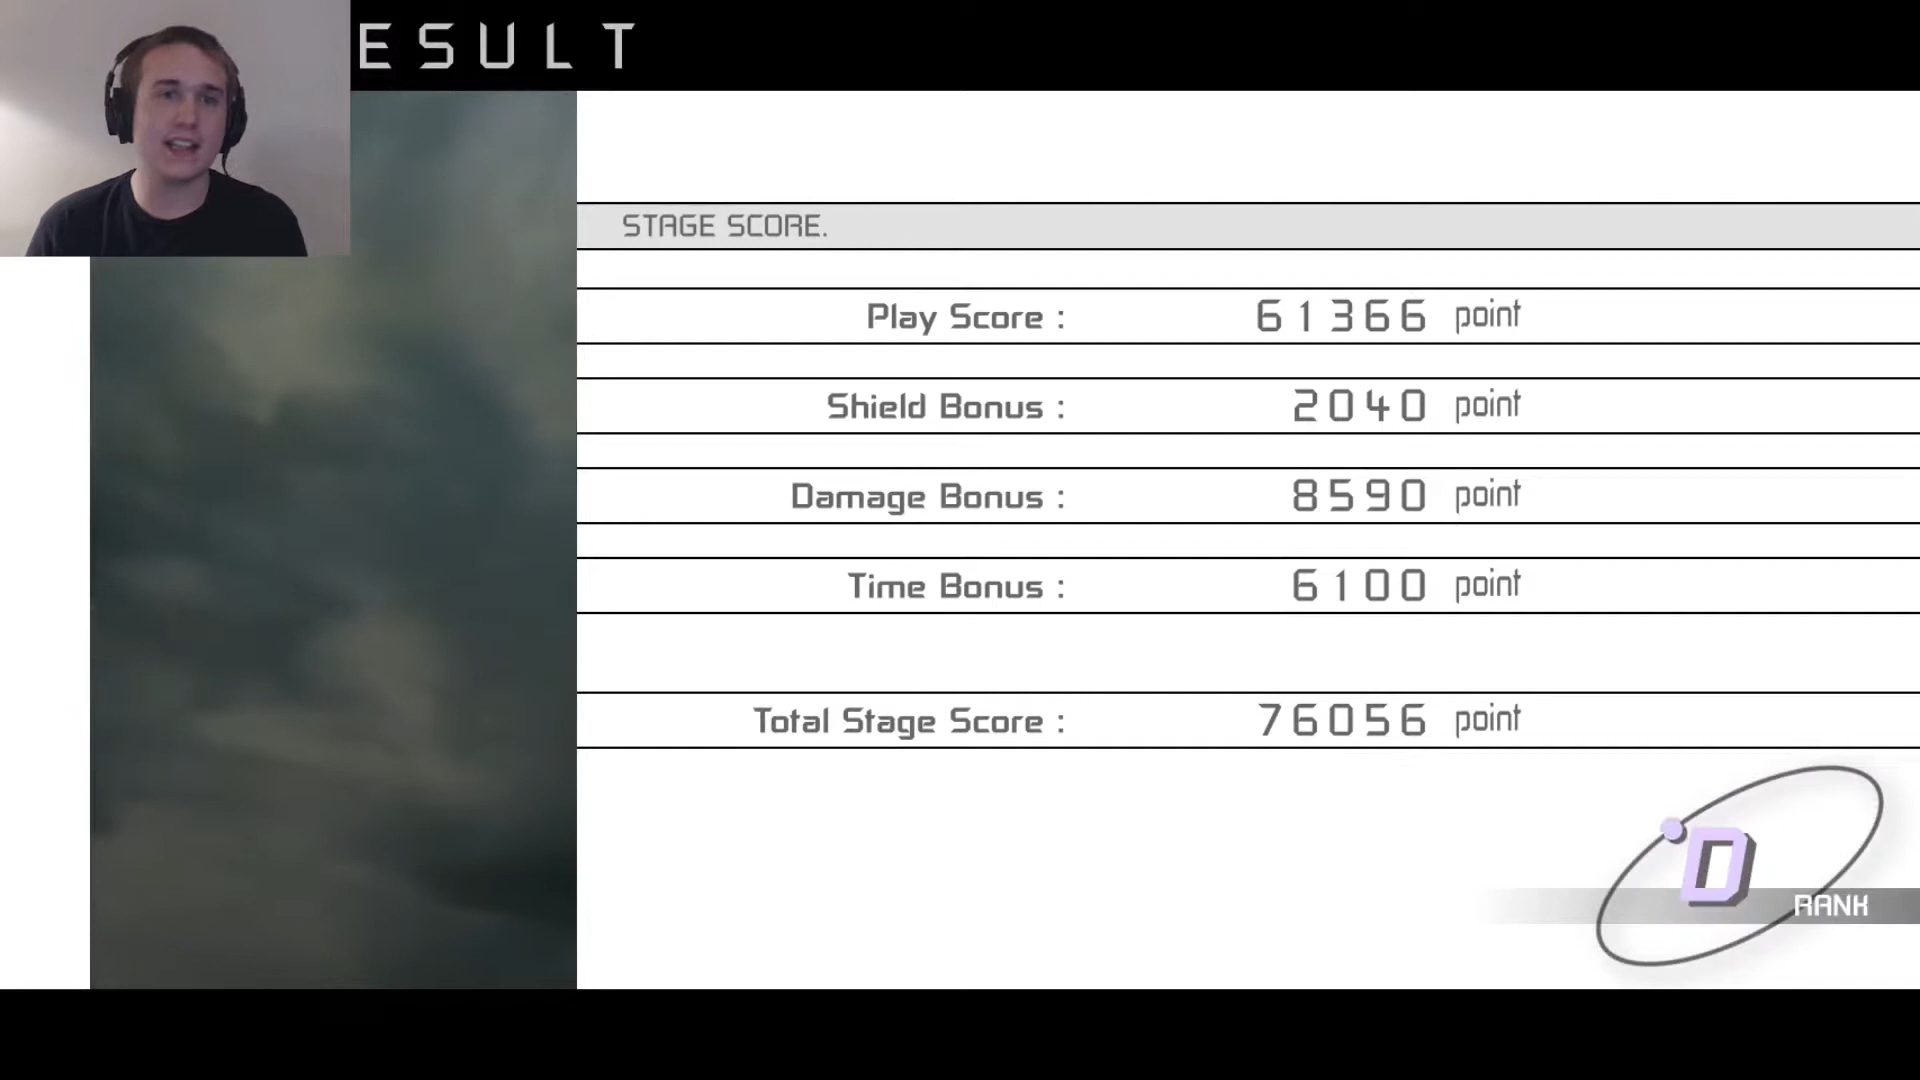 ESULT
STAGE SCORE.
Play Score : 61366 point
Shield Bonus : 2040 point
Damage Bonus : 8590 point
Time Bonus : 6100 point
Total Stage Score : 76056 point
D
RANK